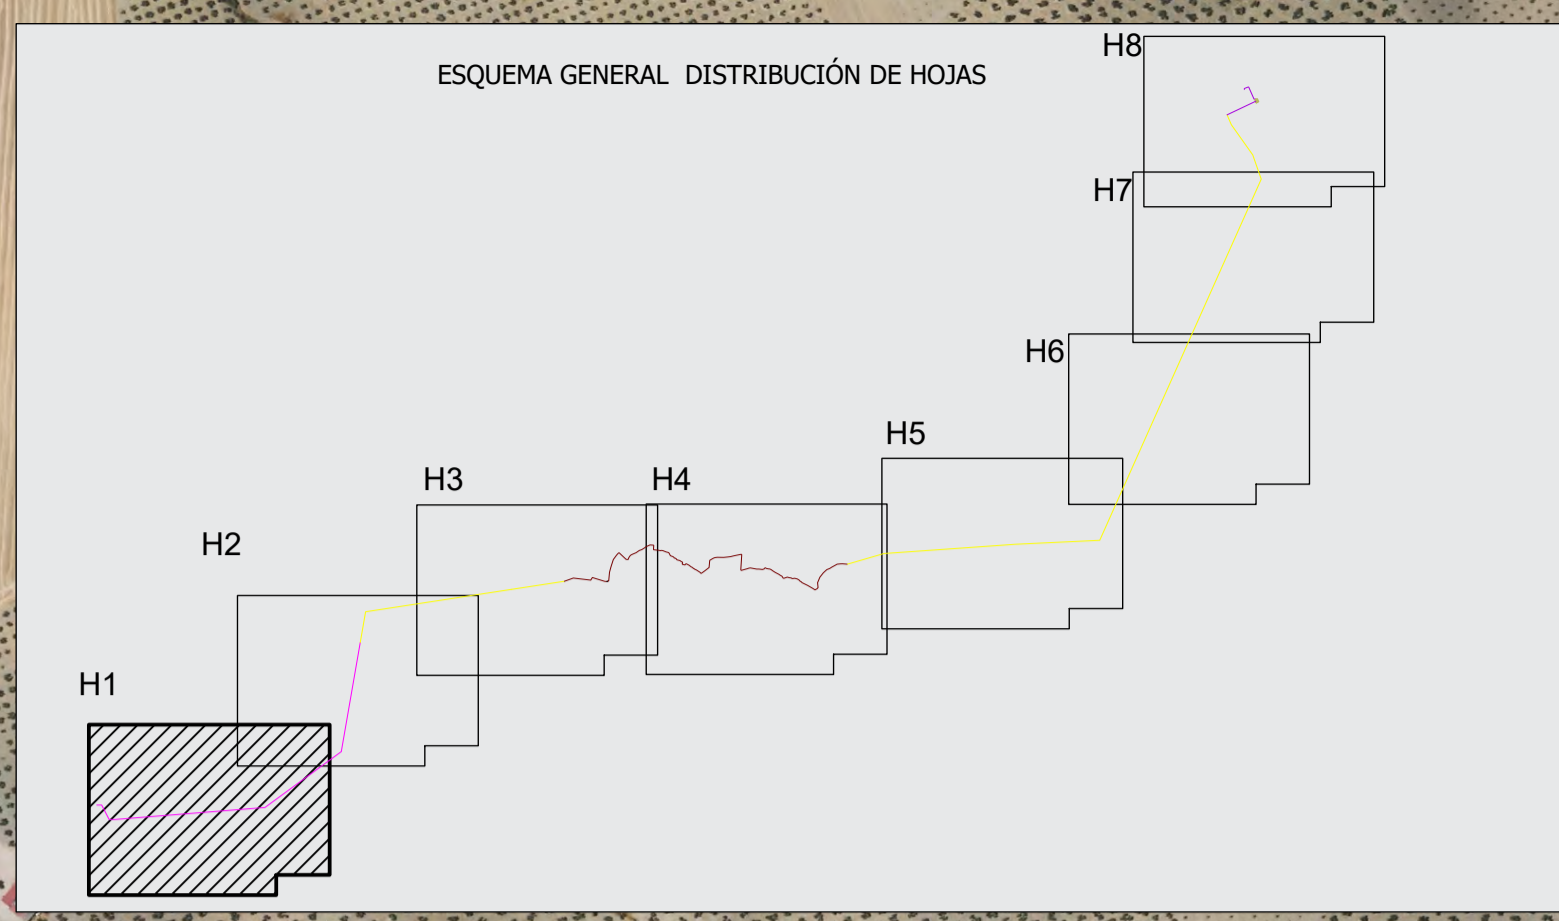 H8
ESQUEMA GENERAL DISTRIBUCIÓN DE HOJAS
H7
H6
H5
H3
H4
H2
H1